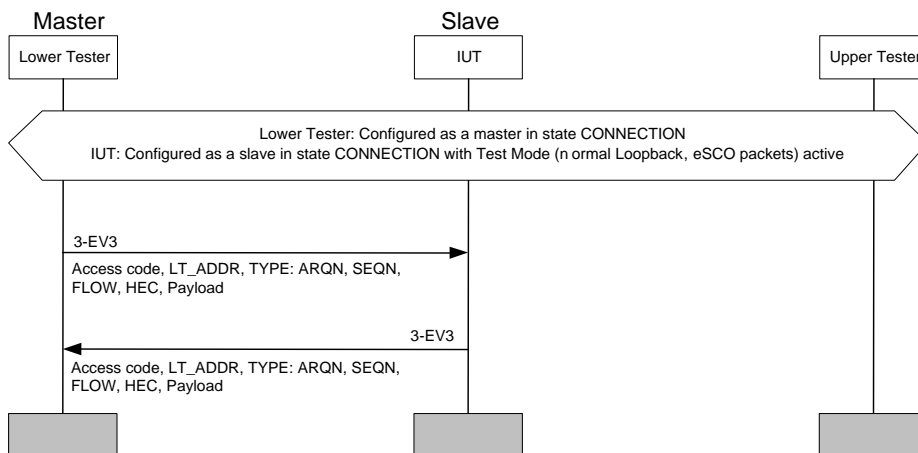 Master
Slave
Lower Tester
IUT
Upper Tester
Lower Tester: Configured as a master in state CONNECTION
IUT: Configured as a slave in state CONNECTION with Test Mode (n ormal Loopback, eSCO packets) active
3-EV3
Access code, LT_ADDR, TYPE: ARQN, SEQN,
FLOW, HEC, Payload
3-EV3
Access code, LT_ADDR, TYPE: ARQN, SEQN,
FLOW, HEC, Payload